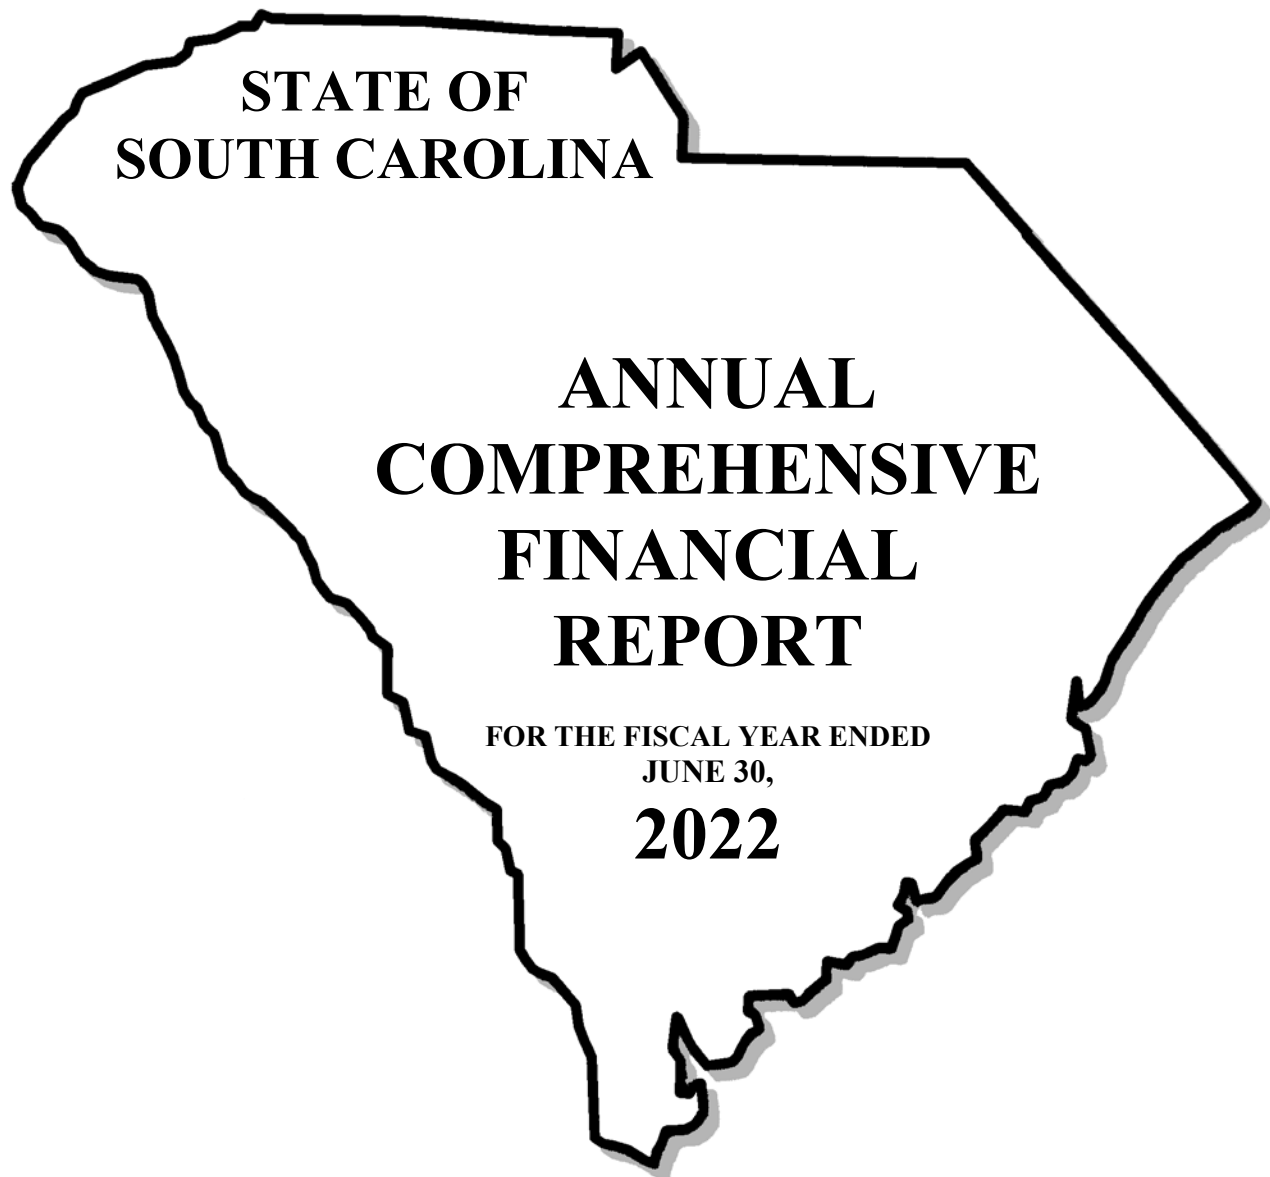 STATE OF
SOUTH CAROLINA
ANNUAL
COMPREHENSIVE
FINANCIAL
REPORT
FOR THE FISCAL YEAR ENDED
JUNE 30,
2022